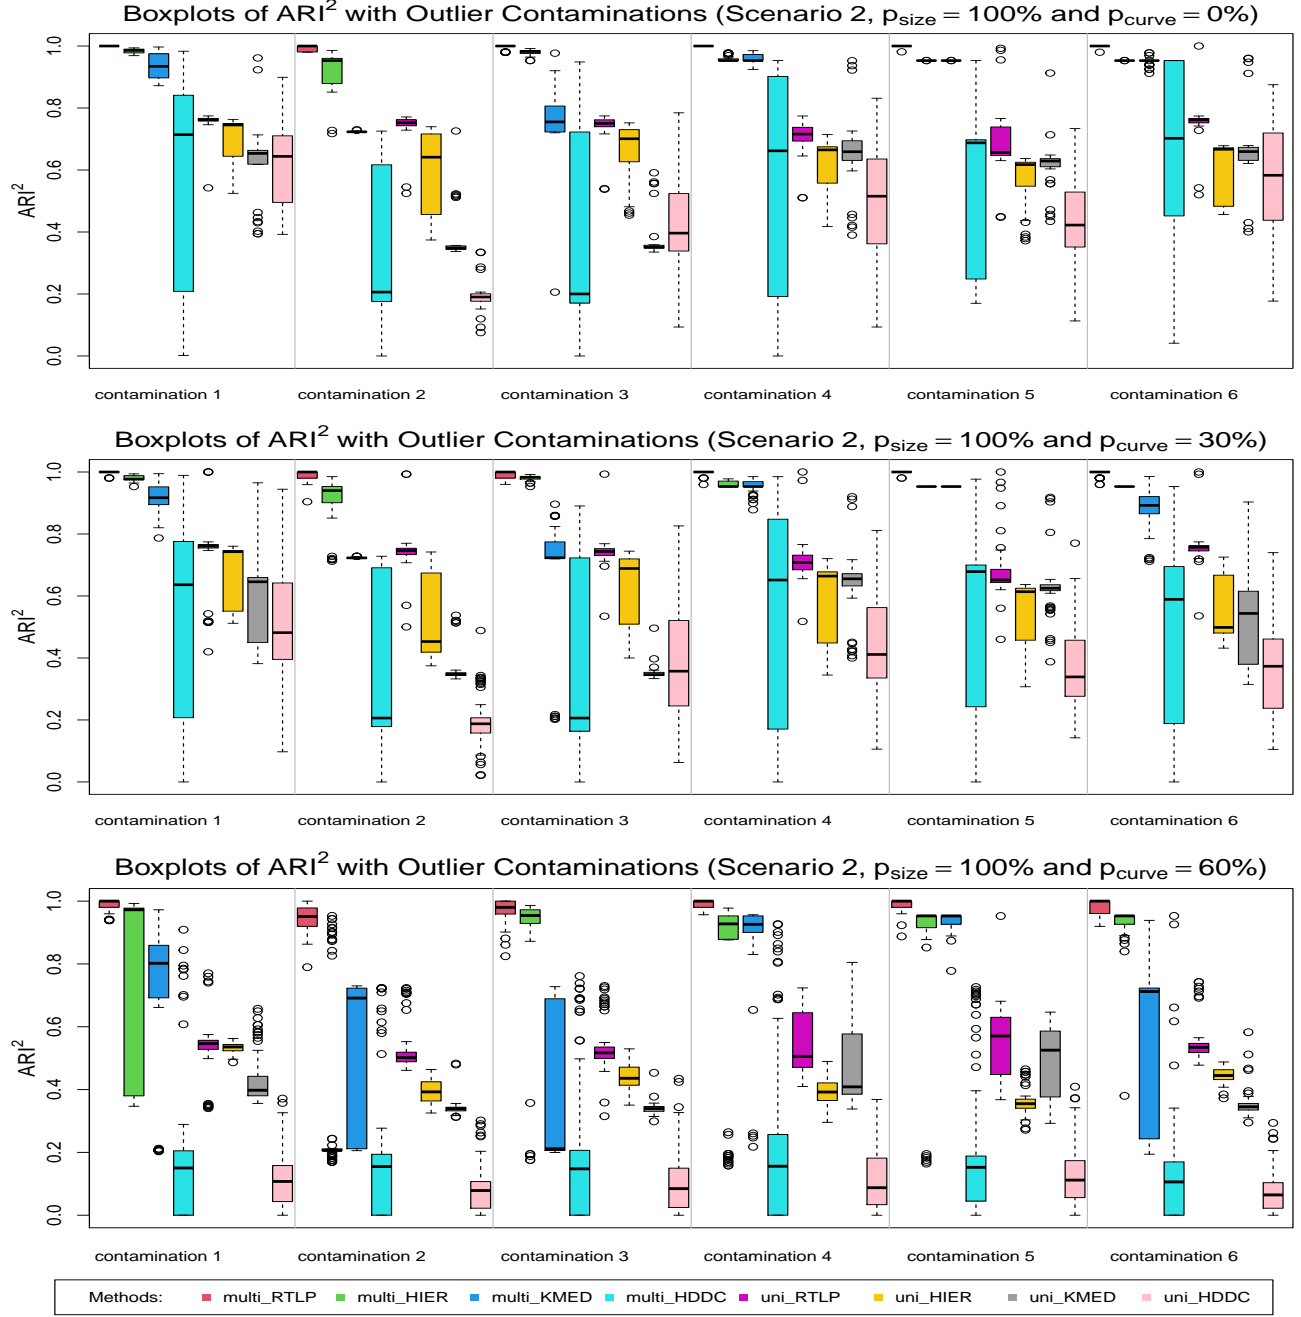 Boxplots of ARI² with Outlier Contaminations (Scenario 2, p_size = 100% and p_curve = 0%)
1.0
0.8
0.6
0.4
0.2
0.0
ARI²
contamination 1 contamination 2 contamination 3 contamination 4 contamination 5 contamination 6
Boxplots of ARI² with Outlier Contaminations (Scenario 2, p_size = 100% and p_curve = 30%)
1.0
0.8
0.6
0.4
0.2
0.0
ARI²
contamination 1 contamination 2 contamination 3 contamination 4 contamination 5 contamination 6
Boxplots of ARI² with Outlier Contaminations (Scenario 2, p_size = 100% and p_curve = 60%)
1.0
0.8
0.6
0.4
0.2
0.0
ARI²
contamination 1 contamination 2 contamination 3 contamination 4 contamination 5 contamination 6
Methods: multi_RTLP multi_HIER multi_KMED multi_HDDC uni_RTLP uni_HIER uni_KMED uni_HDDC